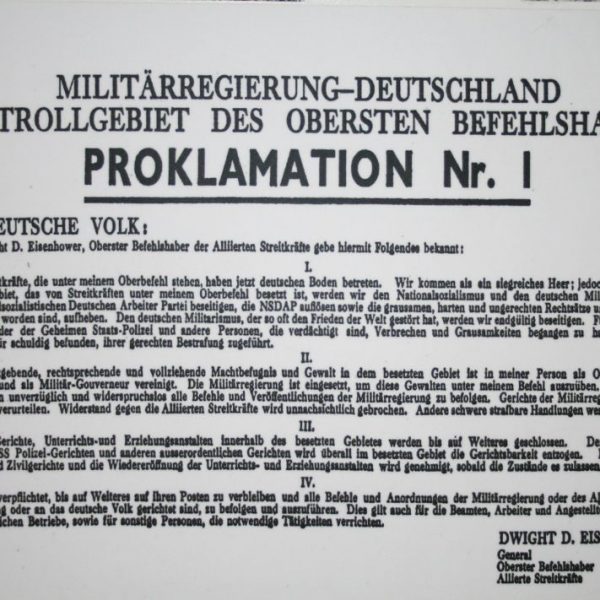 MILITÄRREGIERUNG–DEUTSCHLAND
TROLLGEBIET DES OBERSTEN BEFEHLSHA
PROKLAMATION Nr. I
EUTSCHE VOLK:
ht D. Eisenhower, Oberster Befehlshaber der Alliierten Streitkräfte gebe hiermit Folgendes bekannt:
I.
tkräfte, die unter meinem Oberbefehl stehen, haben jetzt deutschen Boden betreten. Wir kommen als ein siegreiches Heer; jedoc
biet, das von Streitkräften unter meinem Oberbefehl besetzt ist, werden wir den Nationalsozialismus und den deutschen Mil
lsozialistischen Deutschen Arbeiter Partei beseitigen, die NSDAP auflösen sowie die grausamen, harten und ungerechten Rechtsätze u
worden sind, aufheben. Den deutschen Militarismus, der so oft den Frieden der Welt gestört hat, werden wir endgültig beseitigen. F
der der Geheimen Staats-Polizei und andere Personen, die verdächtigt sind, Verbrechen und Grausamkeiten begangen zu h
ür schuldig befunden, ihrer gerechten Bestrafung zugeführt.
II.
tgebende, rechtsprechende und vollziehende Machtbefugnis und Gewalt in dem besetzten Gebiet ist in meiner Person als O
und als Militär-Gouverneur vereinigt. Die Militärregierung ist eingesetzt, um diese Gewalten unter meinem Befehl auszuüben.
n unverzüglich und widerspruchslos alle Befehle und Veröffentlichungen der Militärregierung zu befolgen. Gerichte der Militärreg
verurteilen. Widerstand gegen die Alliierten Streitkräfte wird unnachsichtlich gebrochen. Andere schwere strafbare Handlungen we
III.
Gerichte, Unterrichts-und Erziehungsanstalten innerhalb des besetzten Gebietes werden bis auf Weiteres geschlossen. De
SS Polizei-Gerichten und anderen ausserordentlichen Gerichten wird überall im besetzten Gebiet die Gerichtsbarkeit entzogen.
d Zivilgerichte und die Wiedereröffnung der Unterrichts- und Erziehungsanstalten wird genehmigt, sobald die Zustände es zulassen
IV.
verpflichtet, bis auf Weiteres auf ihren Posten zu verbleiben und alle Befehle und Anordnungen der Militärregierung oder des Al
ng oder an das deutsche Volk gerichtet sind, zu befolgen und auszuführen. Dies gilt auch für die Beamten, Arbeiter und Angestellt
lichen Betriebe, sowie für sonstige Personen, die notwendige Tätigkeiten verrichten.
DWIGHT D. EIS
General
Oberster Befehlshaber
Alliierte Streitkräfte